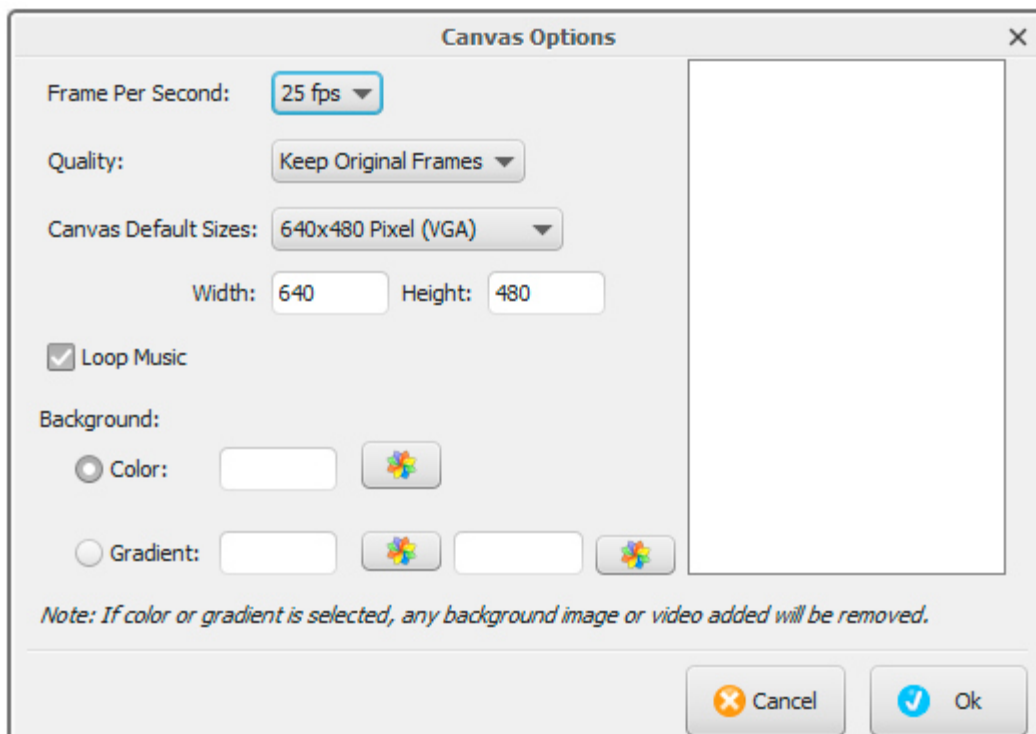 Canvas Options
Frame Per Second: 25 fps
Quality: Keep Original Frames
Canvas Default Sizes: 640x480 Pixel (VGA)
Width: 640 Height: 480
Loop Music
Background:
Color:
Gradient:
Note: If color or gradient is selected, any background image or video added will be removed.
Cancel Ok